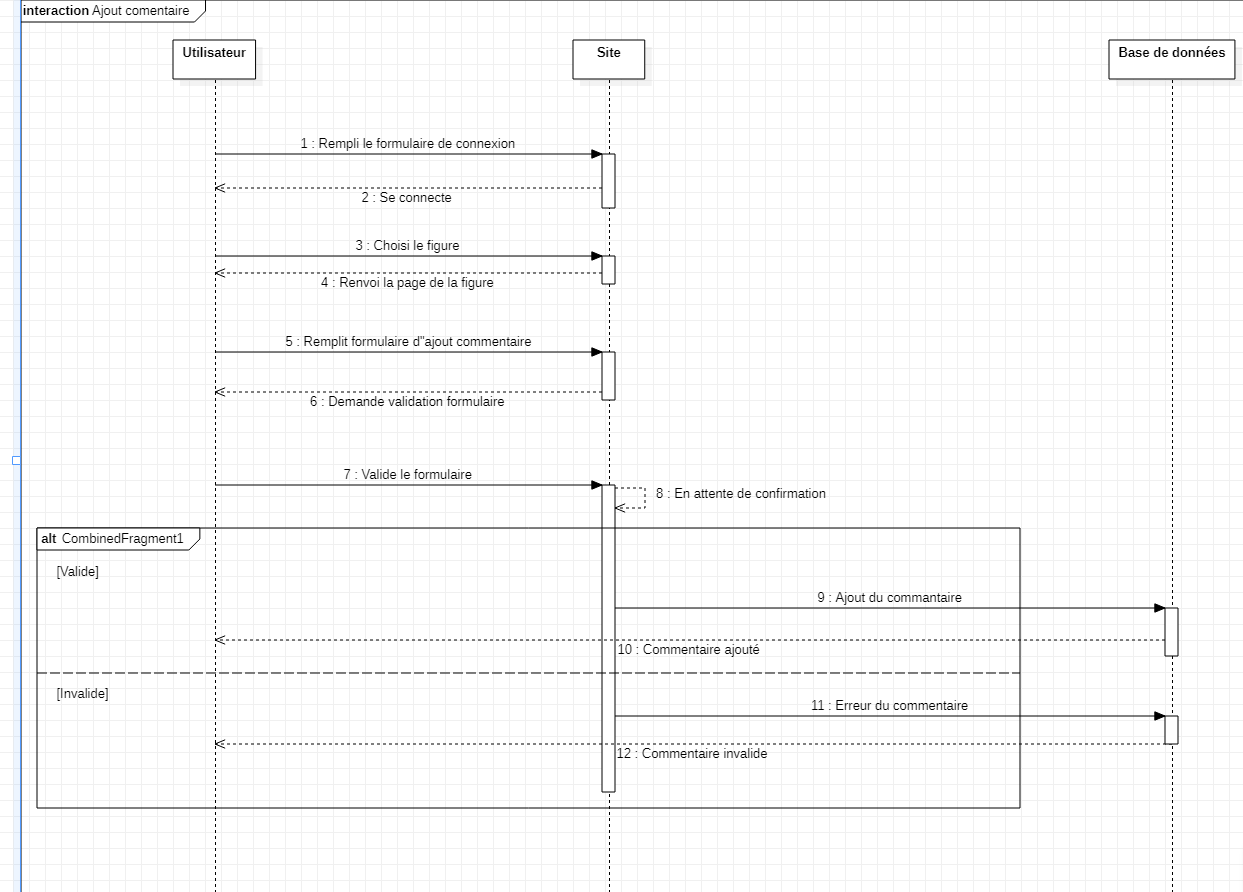 interaction Ajout comentaire
Utilisateur
Site
Base de données
1 : Rempli le formulaire de connexion
2 : Se connecte
3 : Choisi le figure
4 : Renvoi la page de la figure
5 : Remplit formulaire d"ajout commentaire
6 : Demande validation formulaire
7 : Valide le formulaire
8 : En attente de confirmation
alt CombinedFragment1
[Valide]
9 : Ajout du commantaire
10 : Commentaire ajouté
[Invalide]
11 : Erreur du commentaire
12 : Commentaire invalide